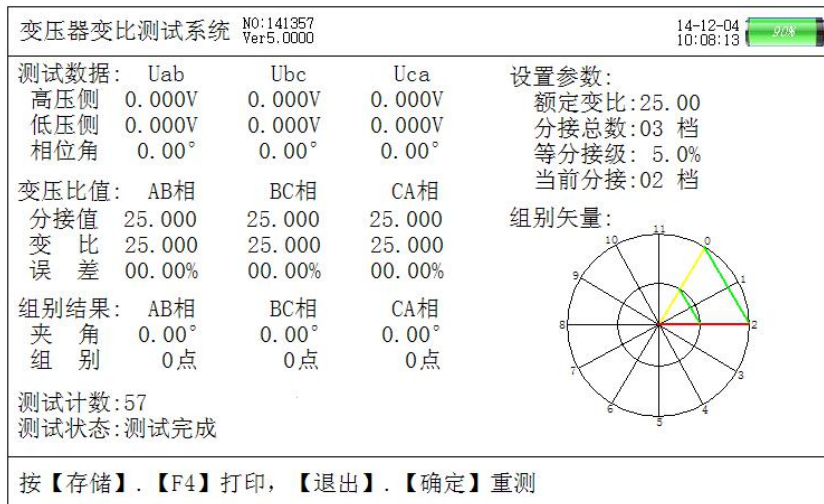 变压器变比测试系统 NO:141357 Ver5.0000 14-12-04 10:08:13 90%
测试数据: Uab Ubc Uca
高压侧 0.000V 0.000V 0.000V
低压侧 0.000V 0.000V 0.000V
相位角 0.00° 0.00° 0.00°
变压比值: AB相 BC相 CA相
分接值 25.000 25.000 25.000
变 比 25.000 25.000 25.000
误 差 00.00% 00.00% 00.00%
组别结果: AB相 BC相 CA相
夹 角 0.00° 0.00° 0.00°
组 别 0点 0点 0点
测试计数:57
测试状态:测试完成
设置参数:
额定变比:25.00
分接总数:03 档
等分接级: 5.0%
当前分接:02 档
组别矢量:
11
0
1
2
3
4
5
6
7
8
9
10
按【存储】.【F4】打印，【退出】.【确定】重测